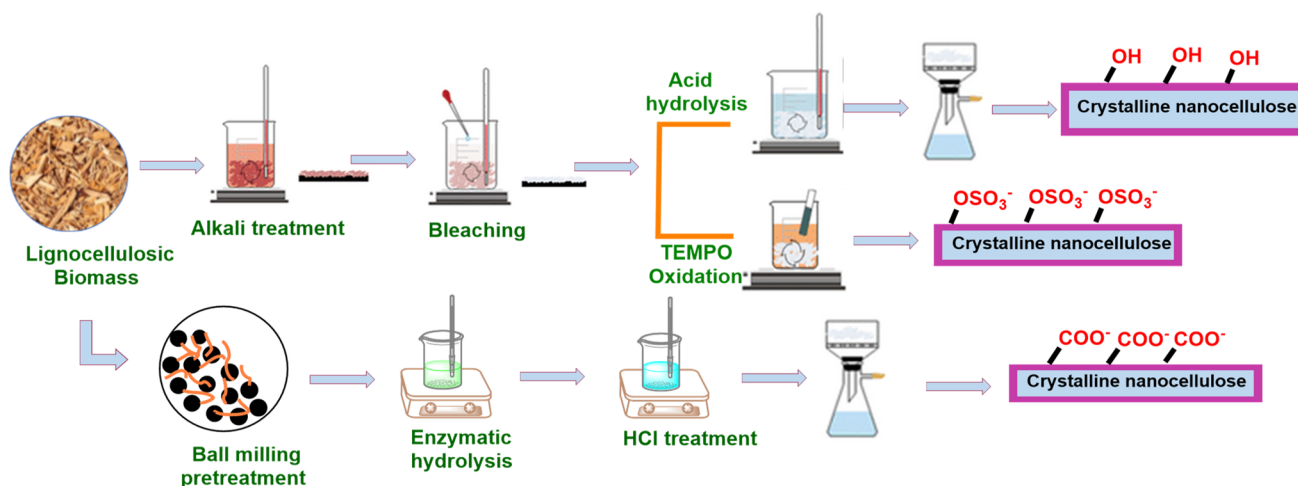 Lignocellulosic
Biomass
Alkali treatment
Bleaching
Acid
hydrolysis
TEMPO
Oxidation
OH
OH
OH
Crystalline nanocellulose
OSO₃⁻
OSO₃⁻
OSO₃⁻
Crystalline nanocellulose
Ball milling
pretreatment
Enzymatic
hydrolysis
HCl treatment
COO⁻
COO⁻
COO⁻
Crystalline nanocellulose